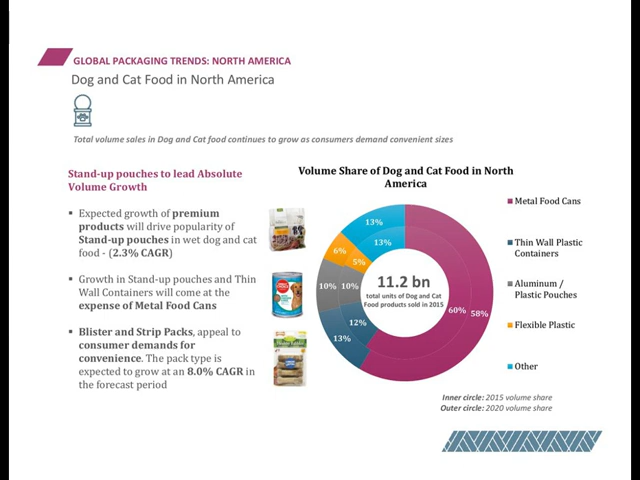 GLOBAL PACKAGING TRENDS: NORTH AMERICA
Dog and Cat Food in North America
Total volume sales in Dog and Cat food continues to grow as consumers demand convenient sizes
Stand-up pouches to lead Absolute
Volume Growth
▪ Expected growth of premium
products will drive popularity of
Stand-up pouches in wet dog and cat
food - (2.3% CAGR)
▪ Growth in Stand-up pouches and Thin
Wall Containers will come at the
expense of Metal Food Cans
▪ Blister and Strip Packs, appeal to
consumer demands for
convenience. The pack type is
expected to grow at an 8.0% CAGR in
the forecast period
Volume Share of Dog and Cat Food in North
America
13%
13%
6%
5%
10%
10%
12%
13%
60%
58%
11.2 bn
total units of Dog and Cat
Food products sold in 2015
Metal Food Cans
Thin Wall Plastic
Containers
Aluminum /
Plastic Pouches
Flexible Plastic
Other
Inner circle: 2015 volume share
Outer circle: 2020 volume share